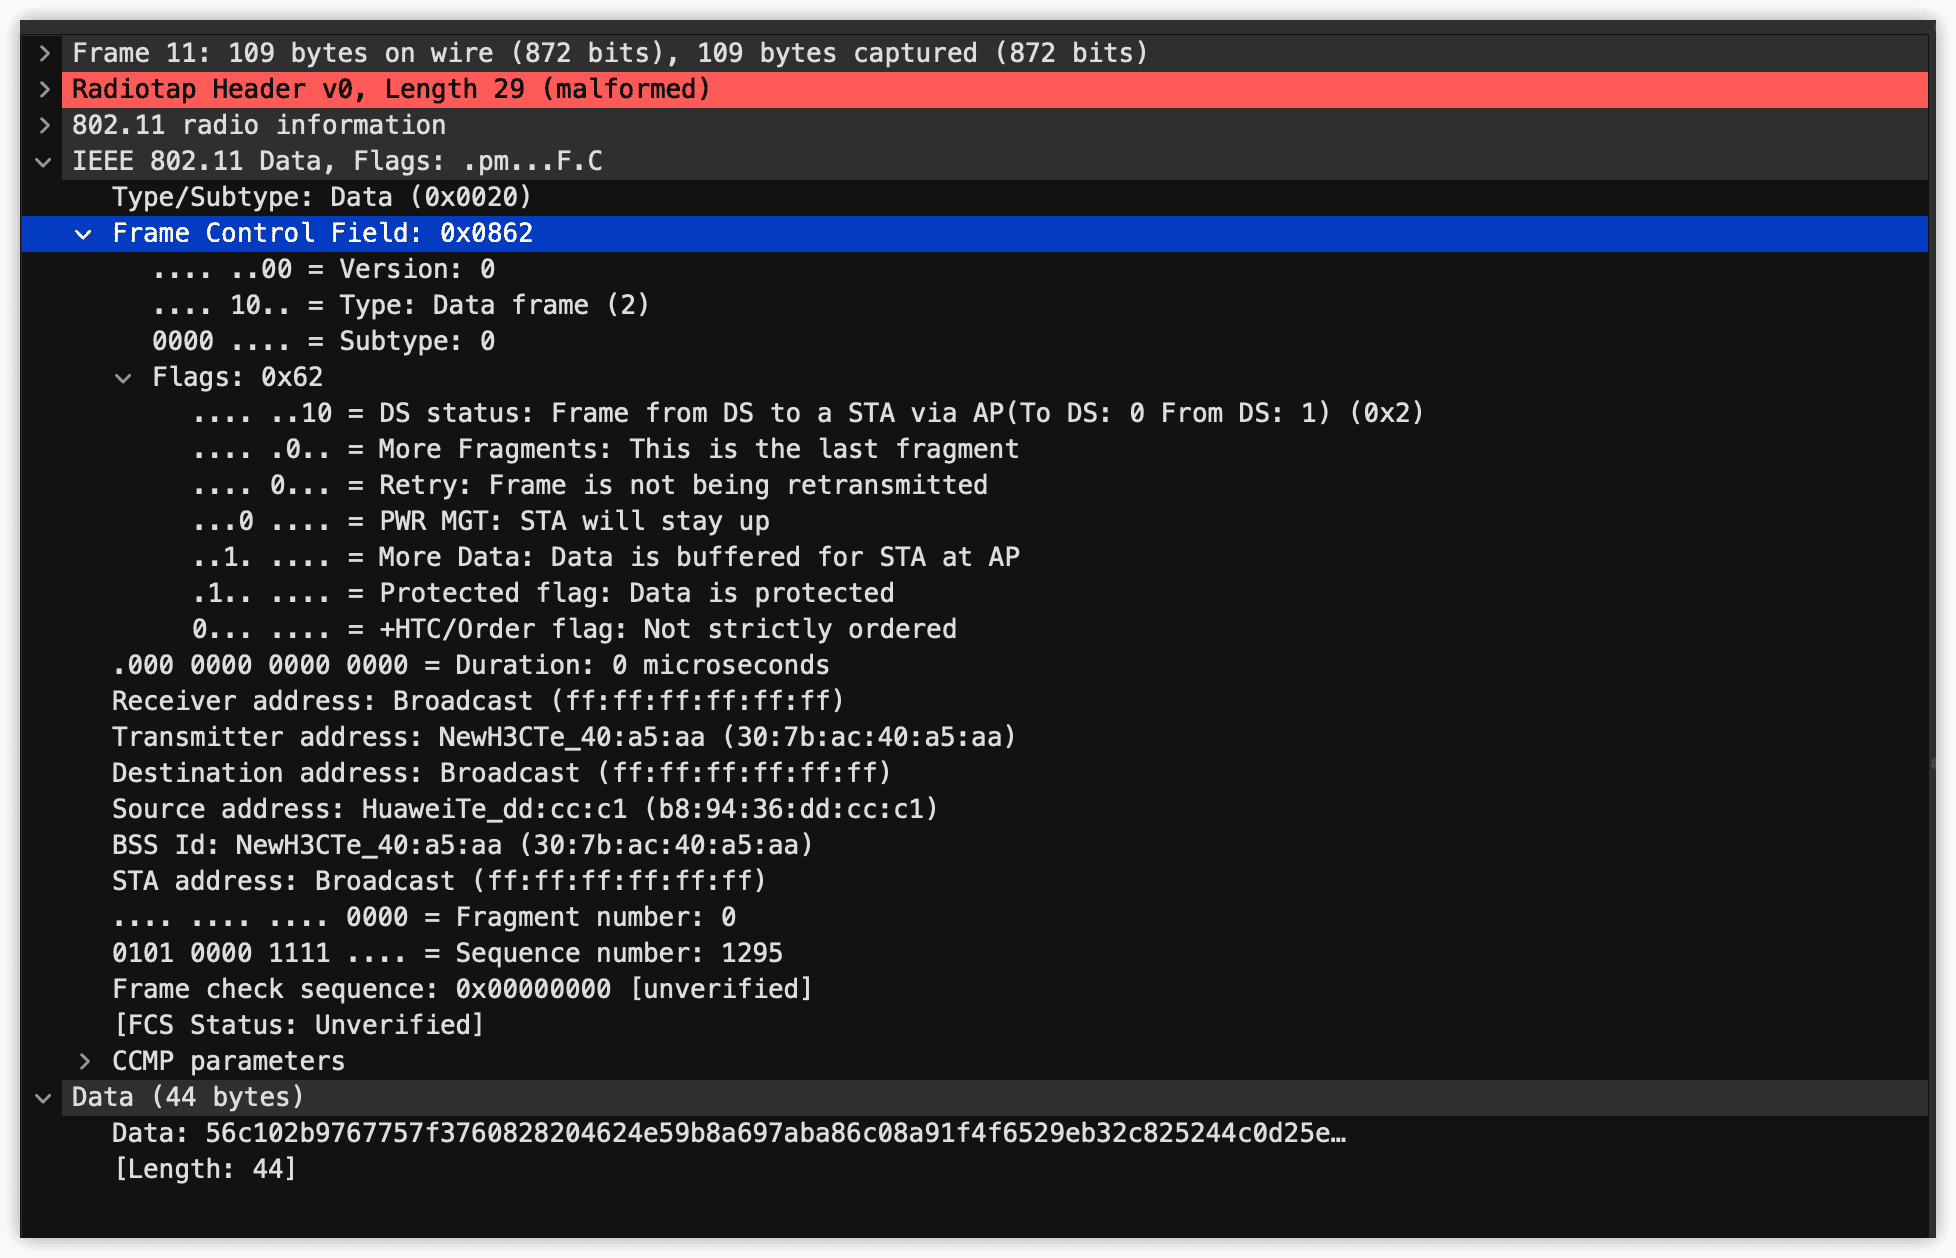 Frame 11: 109 bytes on wire (872 bits), 109 bytes captured (872 bits)
Radiotap Header v0, Length 29 (malformed)
802.11 radio information
IEEE 802.11 Data, Flags: .pm...F.C
Type/Subtype: Data (0x0020)
Frame Control Field: 0x0862
.... ..00 = Version: 0
.... 10.. = Type: Data frame (2)
0000 .... = Subtype: 0
Flags: 0x62
.... ..10 = DS status: Frame from DS to a STA via AP(To DS: 0 From DS: 1) (0x2)
.... .0.. = More Fragments: This is the last fragment
.... 0... = Retry: Frame is not being retransmitted
...0 .... = PWR MGT: STA will stay up
..1. .... = More Data: Data is buffered for STA at AP
.1.. .... = Protected flag: Data is protected
0... .... = +HTC/Order flag: Not strictly ordered
.000 0000 0000 0000 = Duration: 0 microseconds
Receiver address: Broadcast (ff:ff:ff:ff:ff:ff)
Transmitter address: NewH3CTe_40:a5:aa (30:7b:ac:40:a5:aa)
Destination address: Broadcast (ff:ff:ff:ff:ff:ff)
Source address: HuaweiTe_dd:cc:c1 (b8:94:36:dd:cc:c1)
BSS Id: NewH3CTe_40:a5:aa (30:7b:ac:40:a5:aa)
STA address: Broadcast (ff:ff:ff:ff:ff:ff)
.... .... .... 0000 = Fragment number: 0
0101 0000 1111 .... = Sequence number: 1295
Frame check sequence: 0x00000000 [unverified]
[FCS Status: Unverified]
CCMP parameters
Data (44 bytes)
Data: 56c102b9767757f3760828204624e59b8a697aba86c08a91f4f6529eb32c825244c0d25e…
[Length: 44]